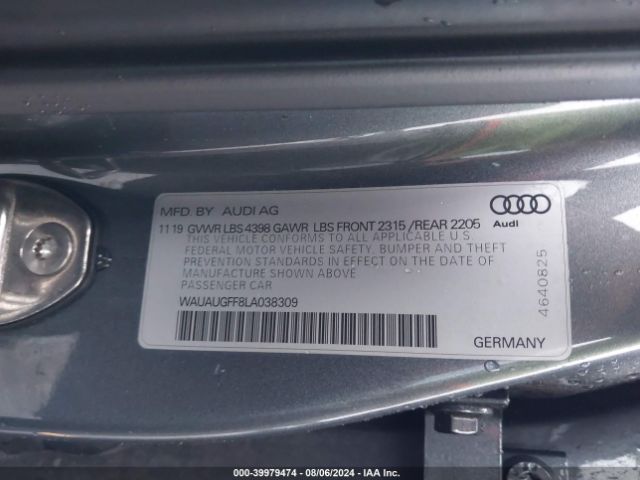 MFD. BY AUDI AG
Audi
1119 GVWR LBS 4398 GAWR LBS FRONT 2315 /REAR 2205
THIS VEHICLE CONFORMS TO ALL APPLICABLE U S
FEDERAL MOTOR VEHICLE SAFETY, BUMPER AND THEFT
PREVENTION STANDARDS IN EFFECT ON THE DATE OF
MANUFACTURING SHOWN ABOVE
PASSENGER CAR
WAUAUGFF8LA038309
4640825
GERMANY
000-39979474 - 08/06/2024 - IAA Inc.